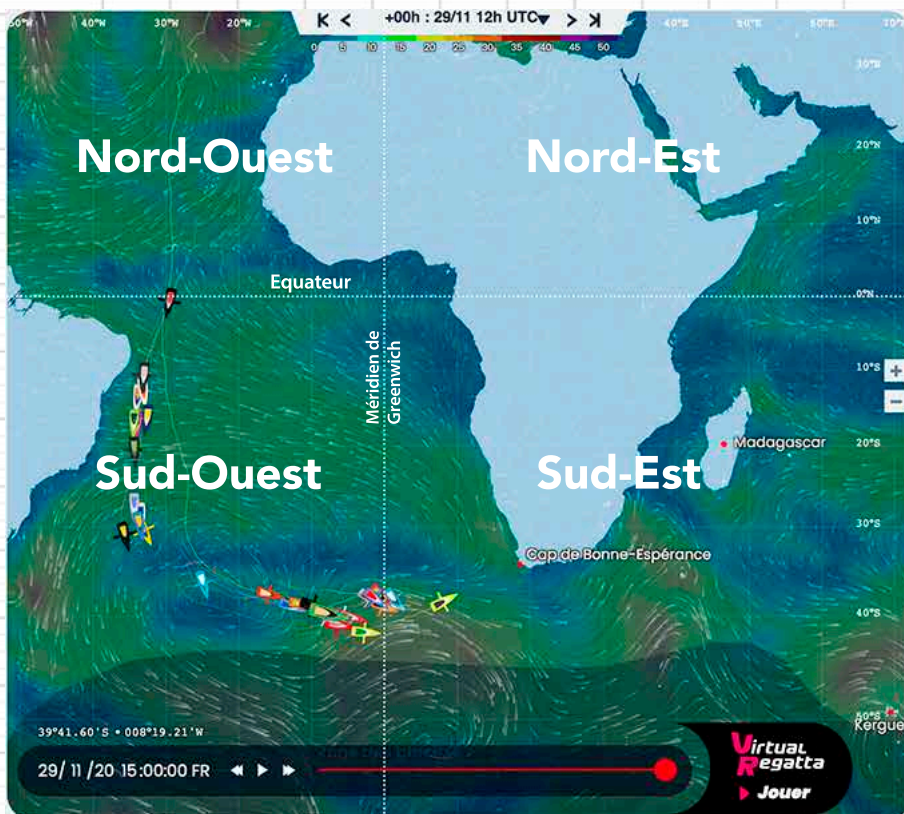 50°W 40°W 30°W 20°W
+00h : 29/11 12h UTC
40°E 50°E 60°E 70°E
0 5 10 15 20 25 30 35 40 45 50
30°N
Nord-Ouest
Nord-Est
20°N
10°N
Equateur
0°N
Méridien de
Greenwich
10°S
+
−
Madagascar
20°S
Sud-Ouest
Sud-Est
30°S
Cap de Bonne-Espérance
40°S
50°S
Kergue
39°41.60'S • 008°19.21'W
29/ 11 /20 15:00:00 FR
Virtual
Regatta
Jouer